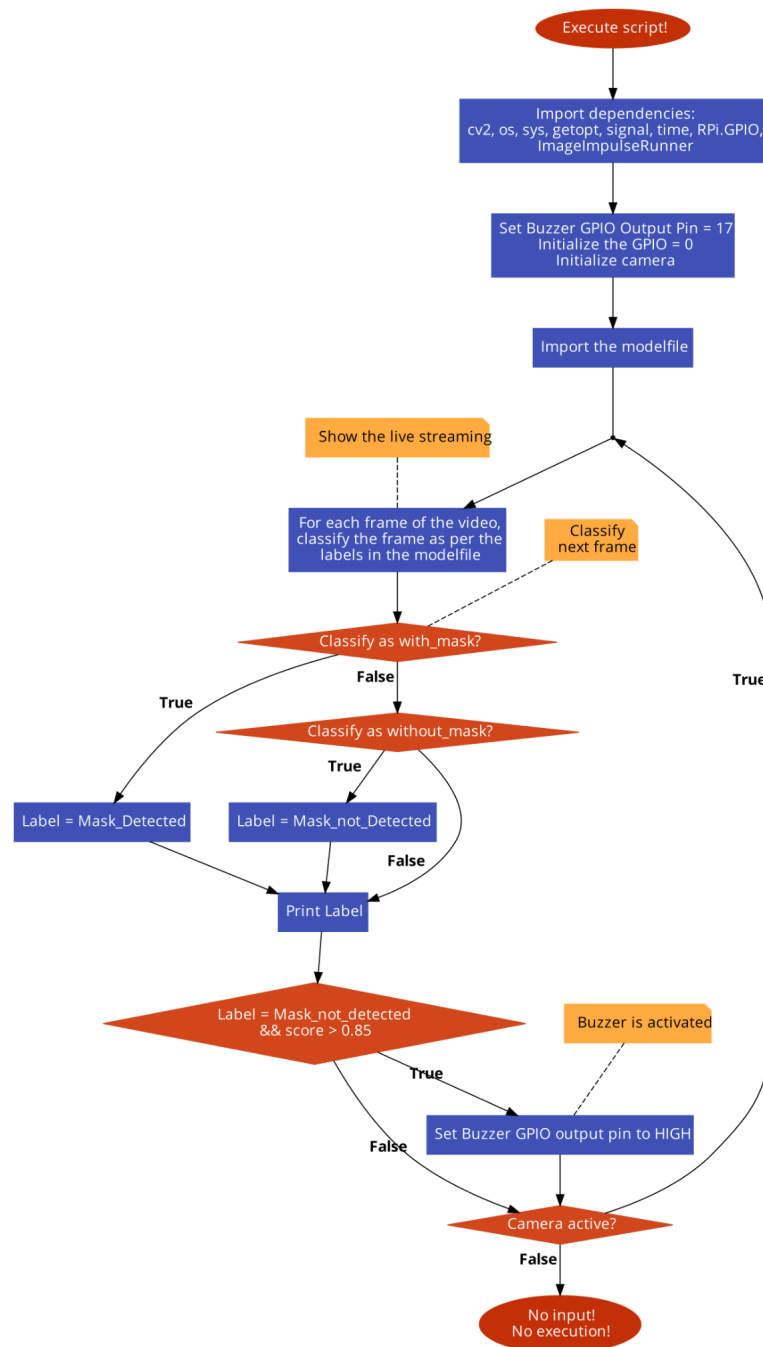 Execute script!
Import dependencies:
cv2, os, sys, getopt, signal, time, RPi.GPIO,
ImageImpulseRunner
Set Buzzer GPIO Output Pin = 17
Initialize the GPIO = 0
Initialize camera
Import the modelfile
Show the live streaming
For each frame of the video,
classify the frame as per the
labels in the modelfile
Classify
next frame
Classify as with_mask?
True
False
True
Classify as without_mask?
True
False
Label = Mask_Detected
Label = Mask_not_Detected
Print Label
Label = Mask_not_detected
&& score > 0.85
Buzzer is activated
True
False
Set Buzzer GPIO output pin to HIGH
Camera active?
False
No input!
No execution!